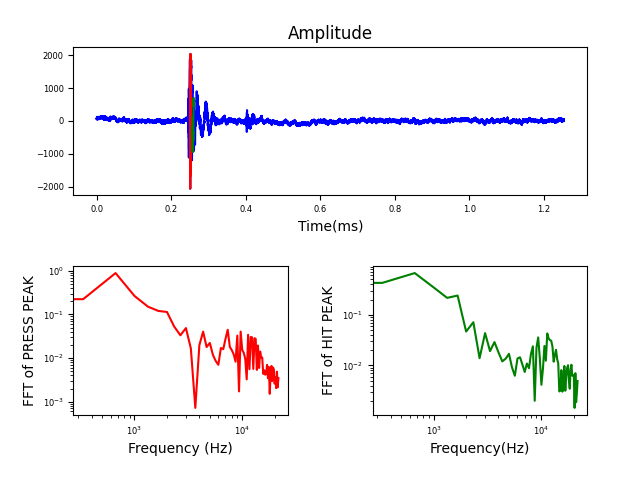 Amplitude
2000
1000
0
−1000
−2000
0.0 0.2 0.4 0.6 0.8 1.0 1.2
Time(ms)
FFT of PRESS PEAK
10⁰
10⁻¹
10⁻²
10⁻³
10³ 10⁴
Frequency (Hz)
FFT of HIT PEAK
10⁻¹
10⁻²
10³ 10⁴
Frequency(Hz)